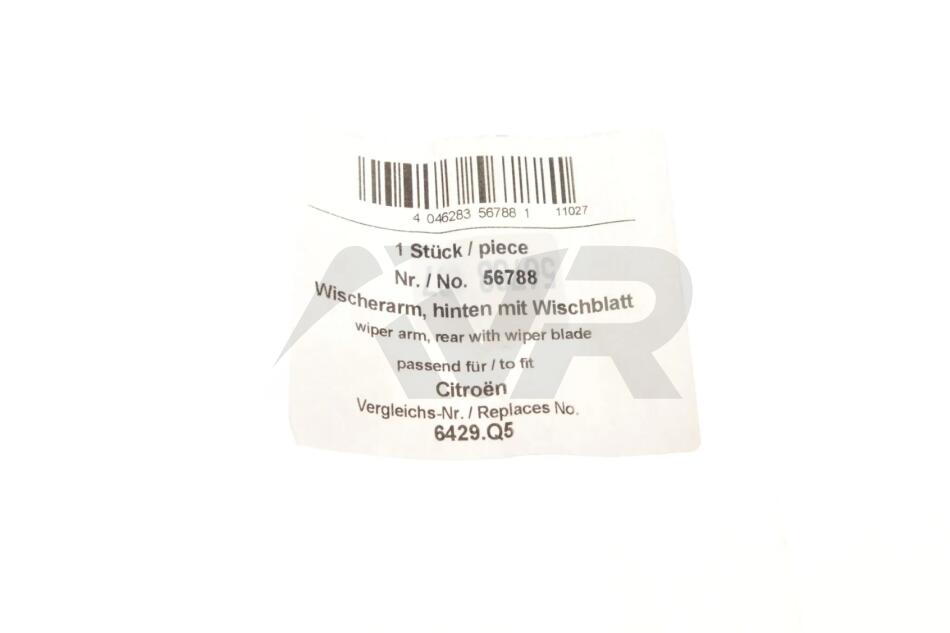 4 046283 56788 1 11027
1 Stück / piece
Nr. / No. 56788
Wischerarm, hinten mit Wischblatt
wiper arm, rear with wiper blade
passend für / to fit
Citroën
Vergleichs-Nr. / Replaces No.
6429.Q5
VR